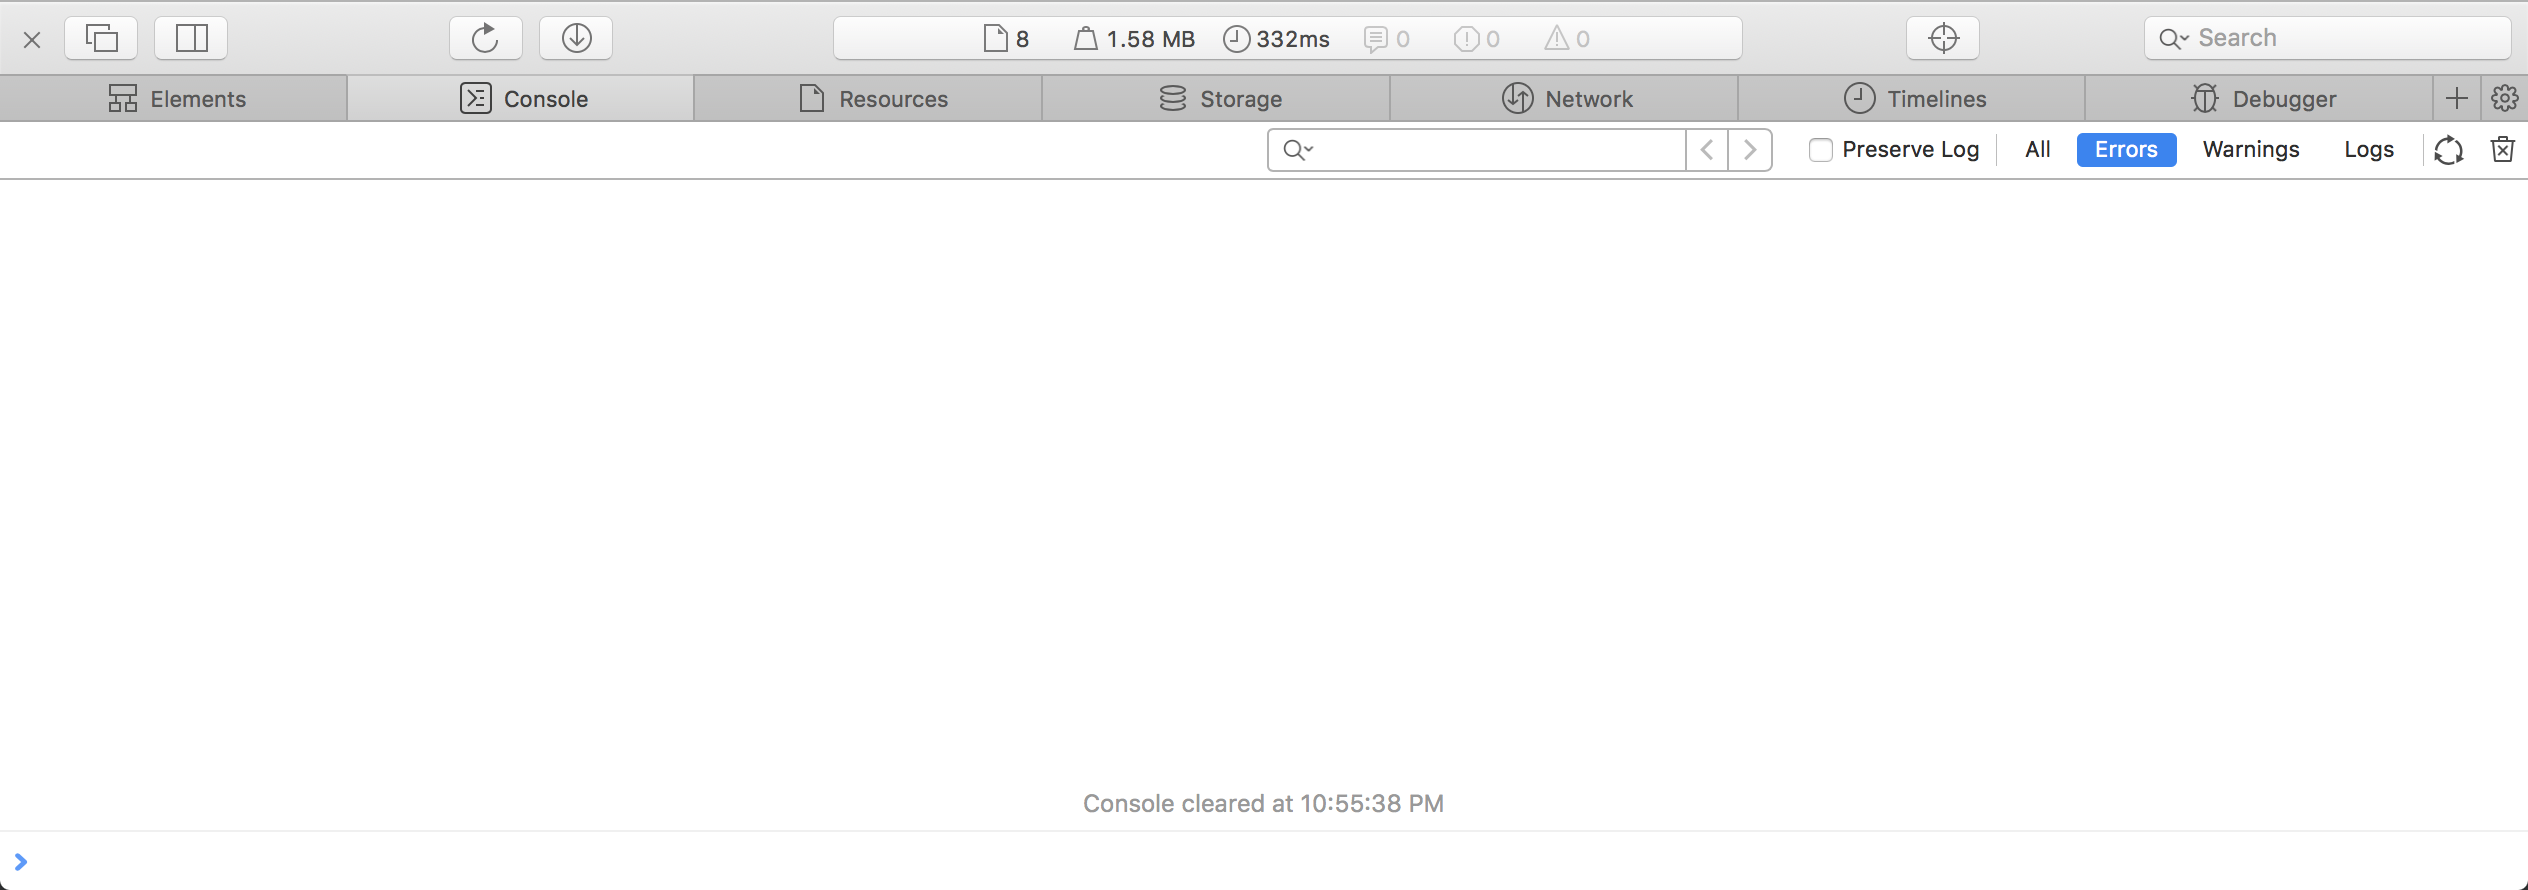 8 1.58 MB 332ms 0 0 0 Search
Elements Console Resources Storage Network Timelines Debugger
Preserve Log All Errors Warnings Logs
Console cleared at 10:55:38 PM